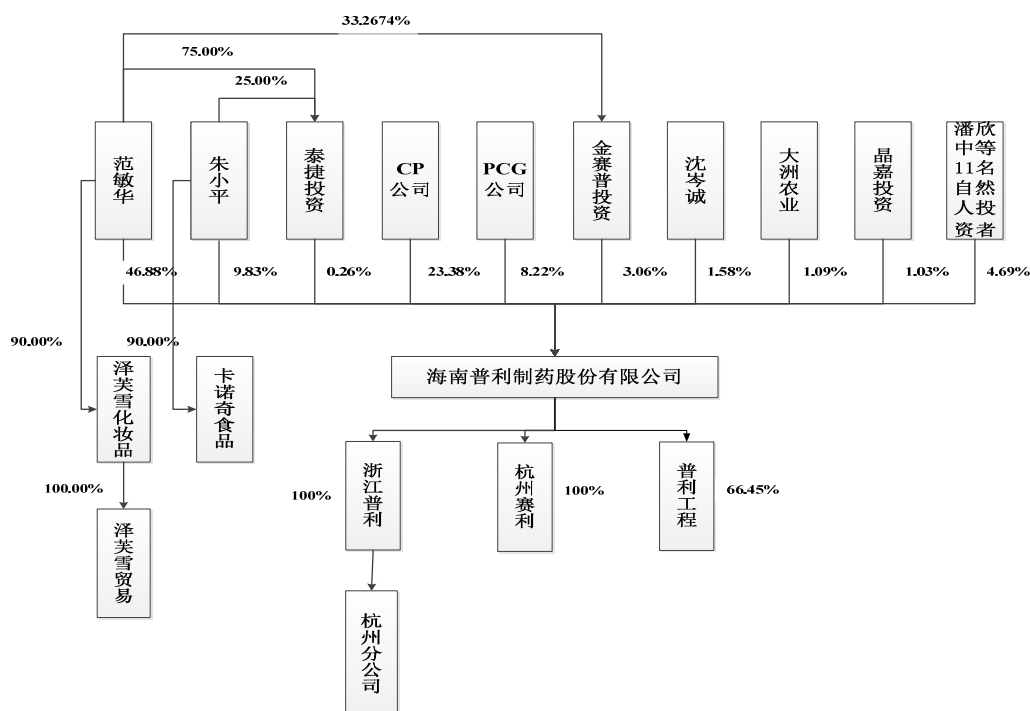 33.2674%
75.00%
25.00%
范敏华
朱小平
泰捷投资
CP
公司
PCG
公司
金赛普投资
沈岑诚
大洲农业
晶嘉投资
潘欣
中等
11名
自然
人投
资者
46.88%
9.83%
0.26%
23.38%
8.22%
3.06%
1.58%
1.09%
1.03%
4.69%
90.00%
90.00%
泽芙雪化妆品
卡诺奇食品
海南普利制药股份有限公司
100.00%
泽芙雪贸易
100%
浙江普利
杭州赛利
100%
普利工程
66.45%
杭州分公司